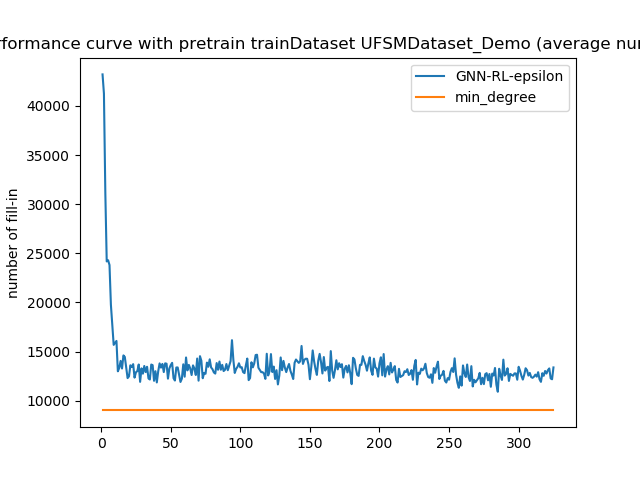 rformance curve with pretrain trainDataset UFSMDataset_Demo (average nu
GNN-RL-epsilon
min_degree
number of fill-in
40000
35000
30000
25000
20000
15000
10000
0 50 100 150 200 250 300